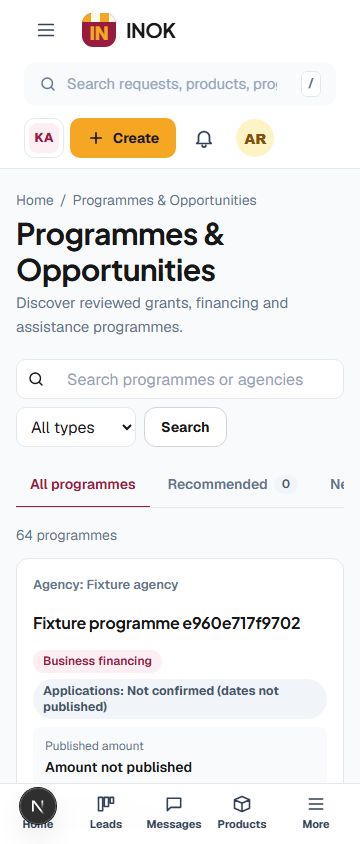 IN INOK
Search requests, products, pro /
KA + Create AR
Home / Programmes & Opportunities
Programmes &
Opportunities
Discover reviewed grants, financing and
assistance programmes.
Search programmes or agencies
All types Search
All programmes Recommended 0
64 programmes
Agency: Fixture agency
Fixture programme e960e717f9702
Business financing
Applications: Not confirmed (dates not
published)
Published amount
Amount not published
N
Home Leads Messages Products More